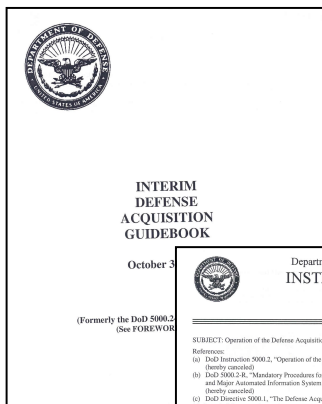 DEPARTMENT OF DEFENSE
UNITED STATES OF AMERICA
INTERIM
DEFENSE
ACQUISITION
GUIDEBOOK
October 3
(Formerly the DoD 5000.2-
(See FOREWOR
Departm
INST
SUBJECT: Operation of the Defense Acquisitio
References:
(a) DoD Instruction 5000.2, "Operation of the
(hereby canceled)
(b) DoD 5000.2-R, "Mandatory Procedures fo
and Major Automated Information System
(hereby canceled)
(c) DoD Directive 5000.1, "The Defense Acqu